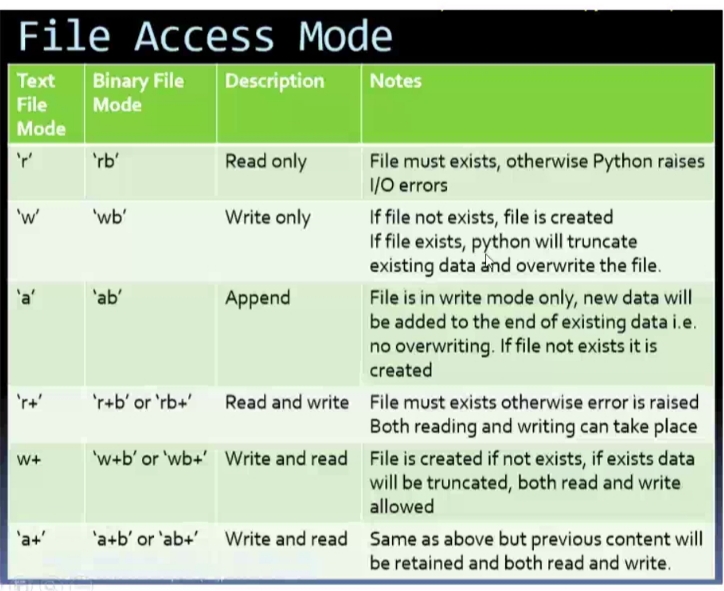 File Access Mode
Text File Mode
Binary File Mode
Description
Notes
‘r’
‘rb’
Read only
File must exists, otherwise Python raises
I/O errors
‘w’
‘wb’
Write only
If file not exists, file is created
If file exists, python will truncate
existing data and overwrite the file.
‘a’
‘ab’
Append
File is in write mode only, new data will
be added to the end of existing data i.e.
no overwriting. If file not exists it is
created
‘r+’
‘r+b’ or ‘rb+’
Read and write
File must exists otherwise error is raised
Both reading and writing can take place
w+
‘w+b’ or ‘wb+’
Write and read
File is created if not exists, if exists data
will be truncated, both read and write
allowed
‘a+’
‘a+b’ or ‘ab+’
Write and read
Same as above but previous content will
be retained and both read and write.